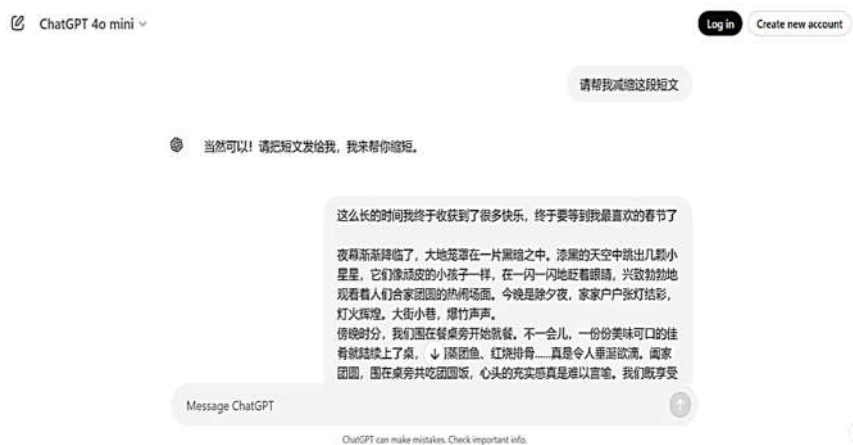 ChatGPT 4o mini
Log in
Create new account
请帮我减缩这段短文
当然可以！请把短文发给我，我来帮你缩短。
这么长的时间我终于收获到了很多快乐，终于要等到我最喜欢的春节了
夜幕渐渐降临了，大地笼罩在一片黑暗之中。漆黑的天空中跳出几颗小
星星，它们像顽皮的小孩子一样，在一闪一闪地眨着眼睛，兴致勃勃地
观看着人们合家团圆的热闹场面。今晚是除夕夜，家家户户张灯结彩，
灯火辉煌。大街小巷，爆竹声声。
傍晚时分，我们围在餐桌旁开始就餐。不一会儿，一份份美味可口的佳
肴就陆续上了桌，蒸团鱼、红烧排骨......真是令人垂涎欲滴。阖家
团圆，围在桌旁共吃团圆饭，心头的充实感真是难以言喻。我们既享受
Message ChatGPT
ChatGPT can make mistakes. Check important info.